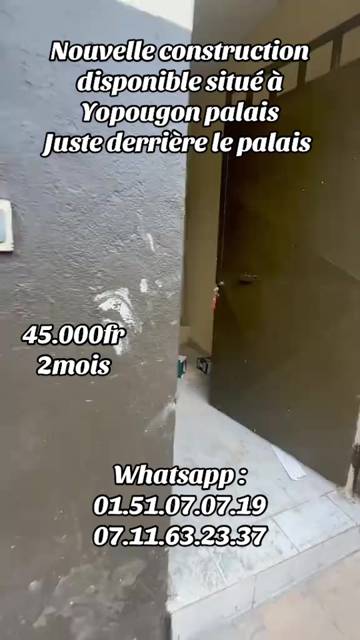 Nouvelle construction
disponible situé à
Yopougon palais
Juste derrière le palais
45.000fr
2mois
Whatsapp :
01.51.07.07.19
07.11.63.23.37